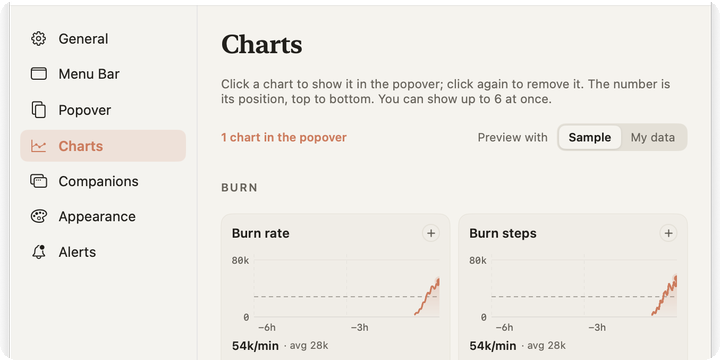 General
Menu Bar
Popover
Charts
Companions
Appearance
Alerts
Charts
Click a chart to show it in the popover; click again to remove it. The number is
its position, top to bottom. You can show up to 6 at once.
1 chart in the popover
Preview with
Sample
My data
BURN
Burn rate
80k
0
−6h
−3h
54k/min · avg 28k
Burn steps
80k
0
−6h
−3h
54k/min · avg 28k